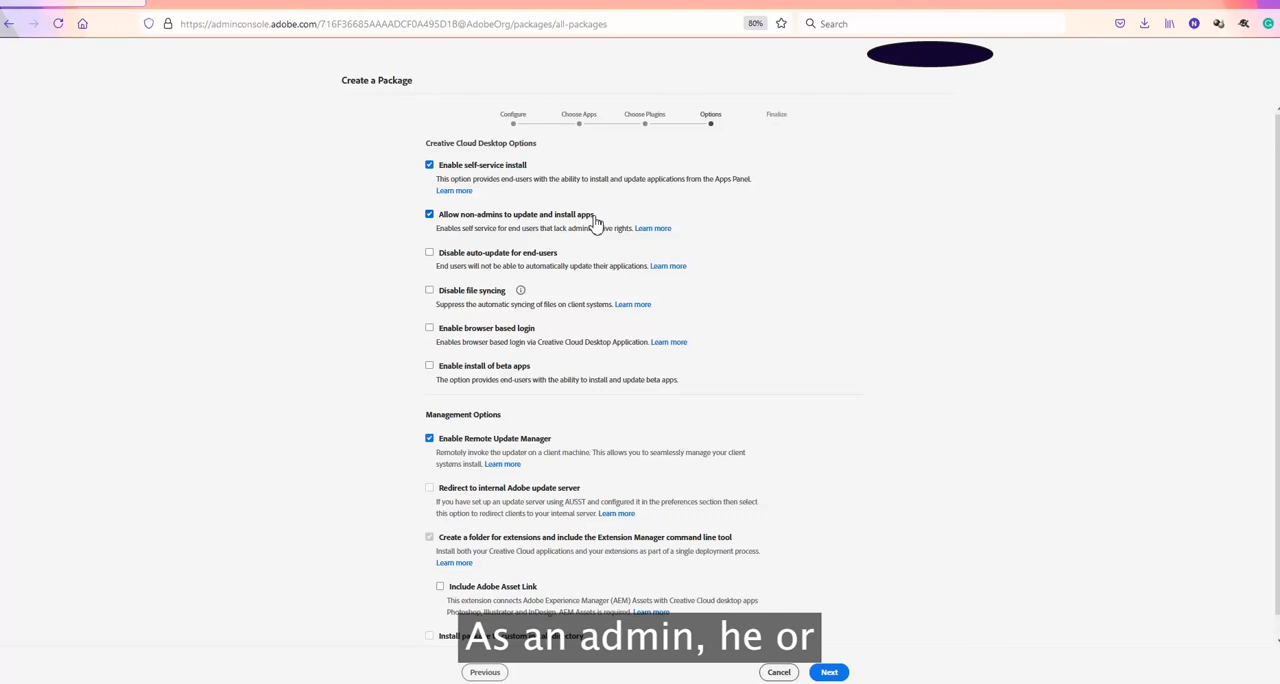 https://adminconsole.adobe.com/716F36685AAAADCF0A495D1B@AdobeOrg/packages/all-packages
80%
Search
Create a Package
Configure
Choose Apps
Choose Plugins
Options
Finalize
Creative Cloud Desktop Options
Enable self-service install
This option provides end-users with the ability to install and update applications from the Apps Panel.
Learn more
Allow non-admins to update and install apps
Enables self service for end users that lack rights. Learn more
Disable auto-update for end-users
End users will not be able to automatically update their applications. Learn more
Disable file syncing
Suppress the automatic syncing of files on client systems. Learn more
Enable browser based login
Enables browser based login via Creative Cloud Desktop Application. Learn more
Enable install of beta apps
The option provides end-users with the ability to install and update beta apps.
Management Options
Enable Remote Update Manager
Remotely invoke the updater on a client machine. This allows you to seamlessly manage your client
systems install. Learn more
Redirect to internal Adobe update server
If you have set up an update server using AUSST and configured it in the preferences section then select
this option to redirect clients to your internal server. Learn more
Create a folder for extensions and include the Extension Manager command line tool
Install both your Creative Cloud applications and your extensions as part of a single deployment process.
Learn more
Include Adobe Asset Link
This extension connects Adobe Experience Manager (AEM) Assets with Creative Cloud desktop apps
Photoshop, Illustrator and InDesign. AEM Assets is required. Learn more
Install
As an admin, he or
Previous
Cancel
Next